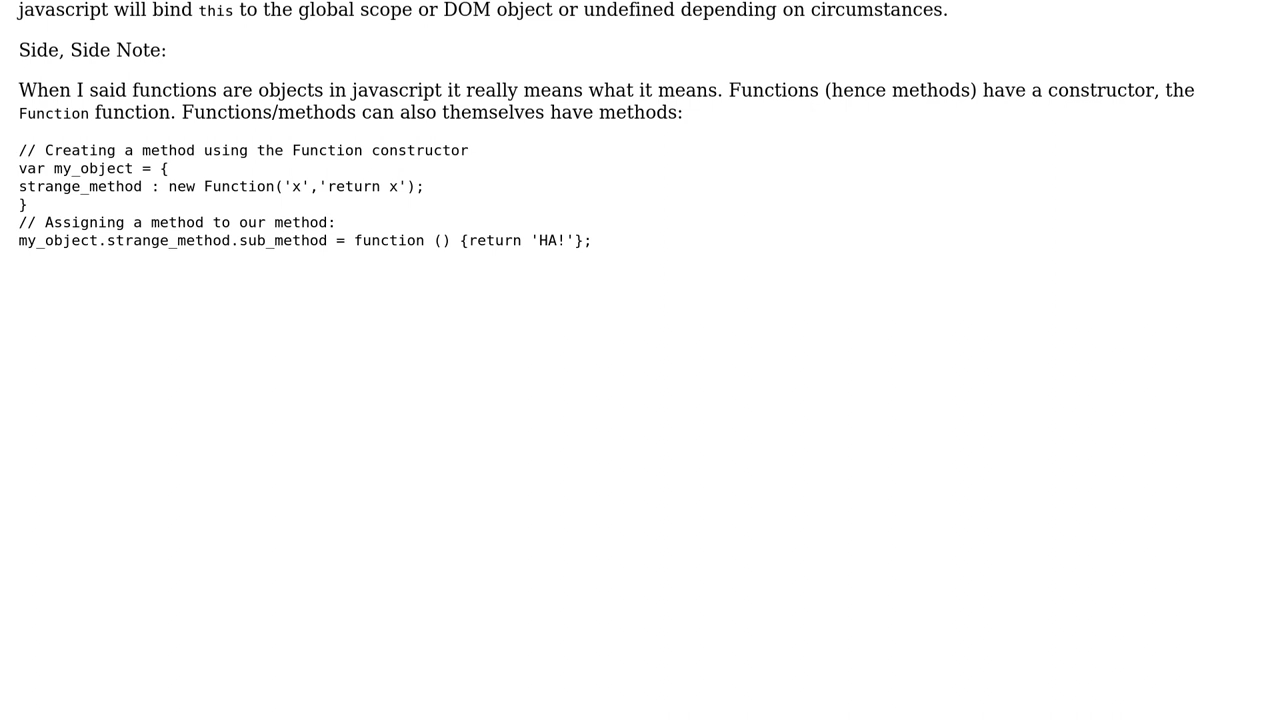 javascript will bind this to the global scope or DOM object or undefined depending on circumstances.
Side, Side Note:
When I said functions are objects in javascript it really means what it means. Functions (hence methods) have a constructor, the
Function function. Functions/methods can also themselves have methods:
// Creating a method using the Function constructor
var my_object = {
strange_method : new Function('x','return x');
}
// Assigning a method to our method:
my_object.strange_method.sub_method = function () {return 'HA!'};